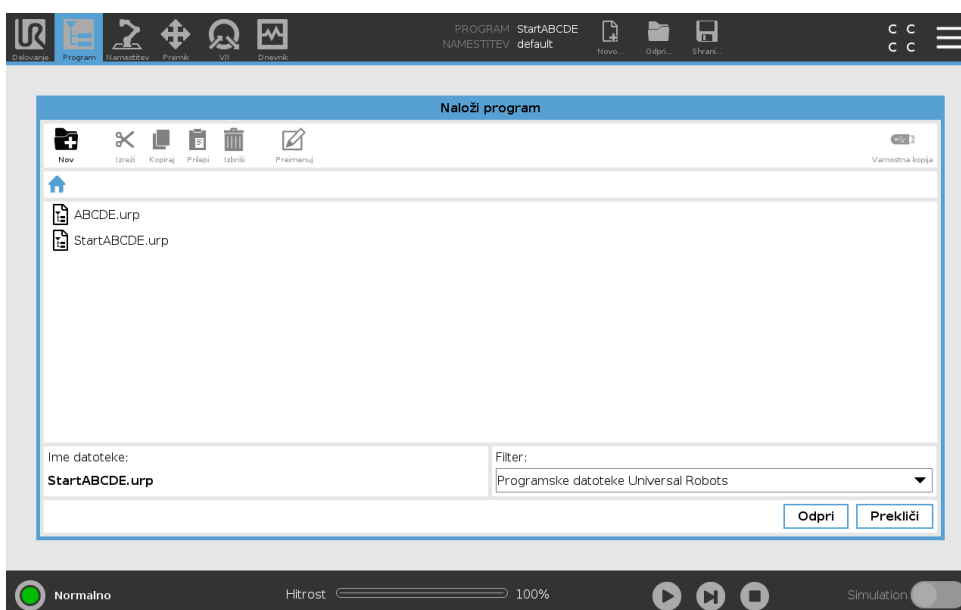 UR
PROGRAM StartABCDE
NAMESTITEV default
Delovanje Program Namestitev Premik V/I Dnevnik Novo... Odpri... Shrani...
C C
C C
Naloži program
Nov Izreži Kopiraj Prilepi Izbriši Preimenuj Varnostna kopija
ABCDE.urp
StartABCDE.urp
Ime datoteke: Filter:
StartABCDE.urp Programske datoteke Universal Robots
Odpri Prekliči
Normalno Hitrost 100% Simulation